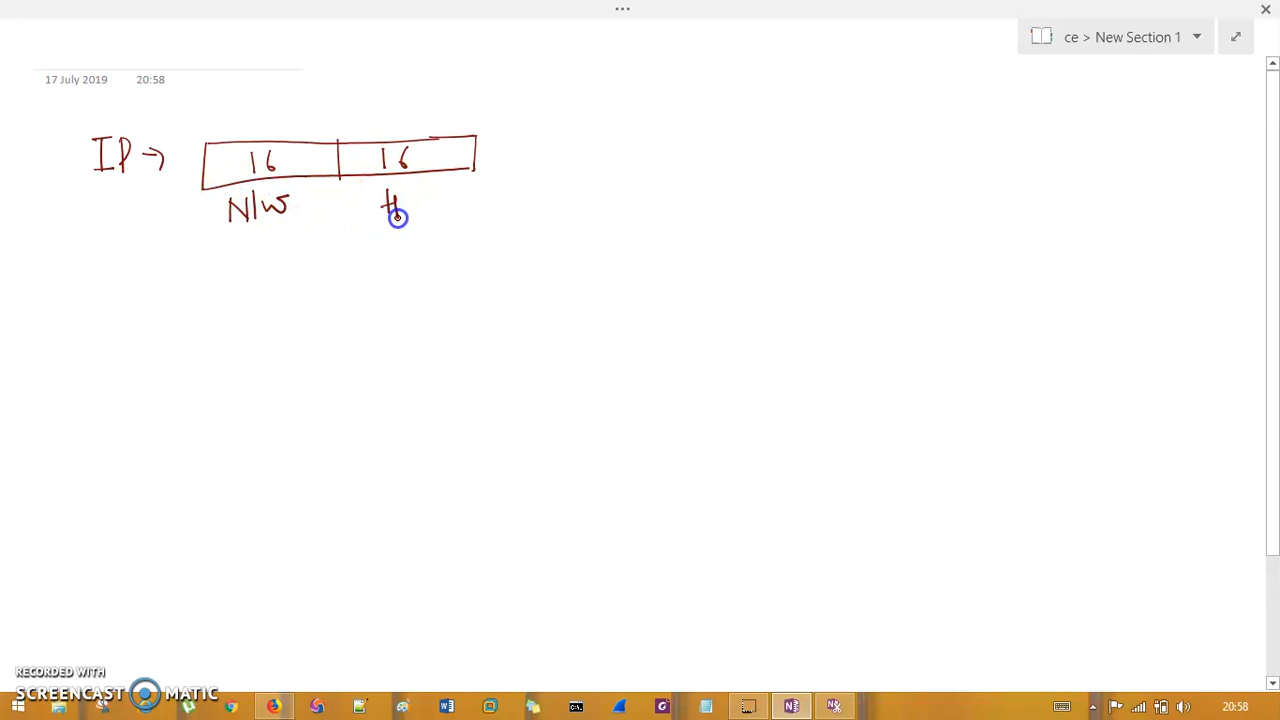 ce > New Section 1
17 July 2019 20:58
IP →
16 16
N/W H
RECORDED WITH
SCREENCAST MATIC
20:58